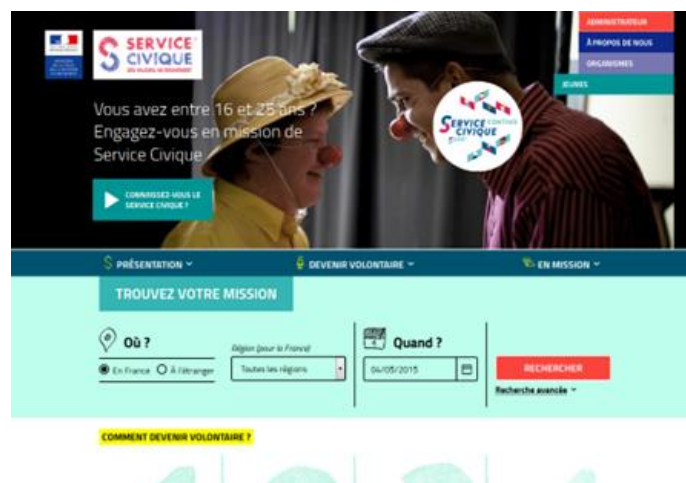 SERVICE
CIVIQUE
ADMINISTRATEUR
À PROPOS DE NOUS
ORGANISMES
JEUNES
Vous avez entre 16 et 25 ans ?
Engagez-vous en mission de
Service Civique
SERVICE
CIVIQUE
CONNAISSEZ-VOUS LE
SERVICE CIVIQUE ?
PRÉSENTATION
DEVENIR VOLONTAIRE
EN MISSION
TROUVEZ VOTRE MISSION
Où ?
Région (pour la France)
Quand ?
En France À l'étranger
Toutes les régions
04/05/2015
RECHERCHER
Recherche avancée
COMMENT DEVENIR VOLONTAIRE ?